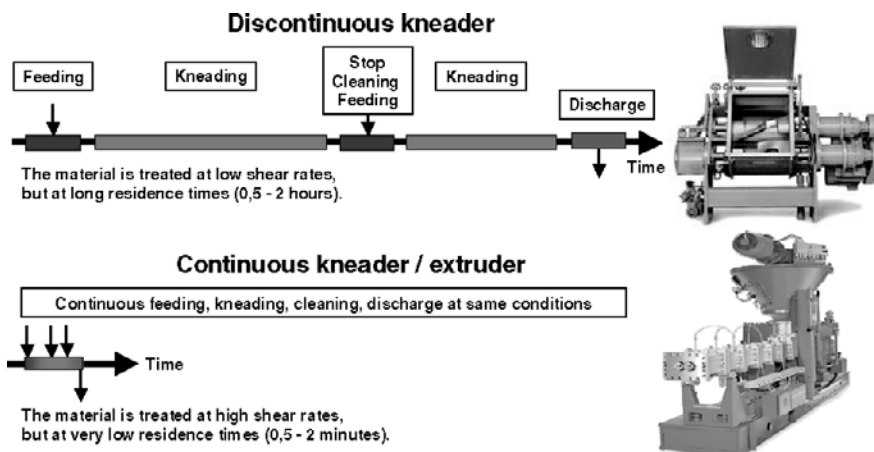 Discontinuous kneader
Feeding
Kneading
Stop
Cleaning
Feeding
Kneading
Discharge
Time
The material is treated at low shear rates,
but at long residence times (0,5 - 2 hours).
Continuous kneader / extruder
Continuous feeding, kneading, cleaning, discharge at same conditions
Time
The material is treated at high shear rates,
but at very low residence times (0,5 - 2 minutes).